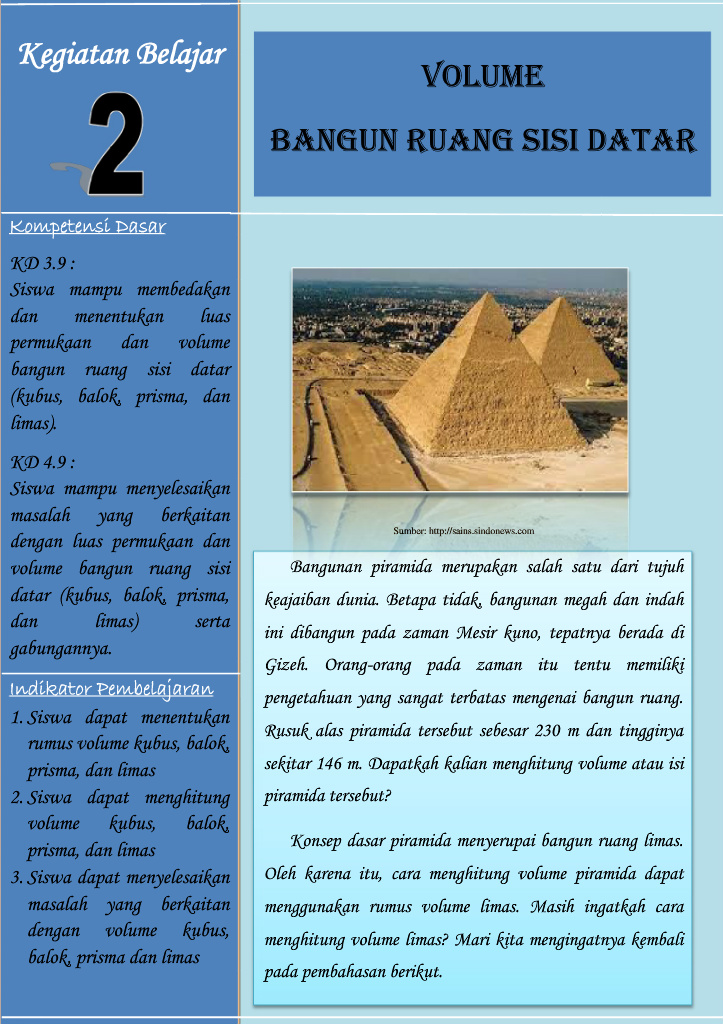 Kegiatan Belajar
2
VOLUME
BANGUN RUANG SISI DATAR
Kompetensi Dasar
KD 3.9 :
Siswa mampu membedakan
dan menentukan luas
permukaan dan volume
bangun ruang sisi datar
(kubus, balok, prisma, dan
limas).
KD 4.9 :
Siswa mampu menyelesaikan
masalah yang berkaitan
dengan luas permukaan dan
volume bangun ruang sisi
datar (kubus, balok, prisma,
dan limas) serta
gabungannya.
Indikator Pembelajaran
1. Siswa dapat menentukan
rumus volume kubus, balok,
prisma, dan limas
2. Siswa dapat menghitung
volume kubus, balok,
prisma, dan limas
3. Siswa dapat menyelesaikan
masalah yang berkaitan
dengan volume kubus,
balok, prisma dan limas
Sumber: http://sains.sindonews.com
Bangunan piramida merupakan salah satu dari tujuh
keajaiban dunia. Betapa tidak, bangunan megah dan indah
ini dibangun pada zaman Mesir kuno, tepatnya berada di
Gizeh. Orang-orang pada zaman itu tentu memiliki
pengetahuan yang sangat terbatas mengenai bangun ruang.
Rusuk alas piramida tersebut sebesar 230 m dan tingginya
sekitar 146 m. Dapatkah kalian menghitung volume atau isi
piramida tersebut?
Konsep dasar piramida menyerupai bangun ruang limas.
Oleh karena itu, cara menghitung volume piramida dapat
menggunakan rumus volume limas. Masih ingatkah cara
menghitung volume limas? Mari kita mengingatnya kembali
pada pembahasan berikut.